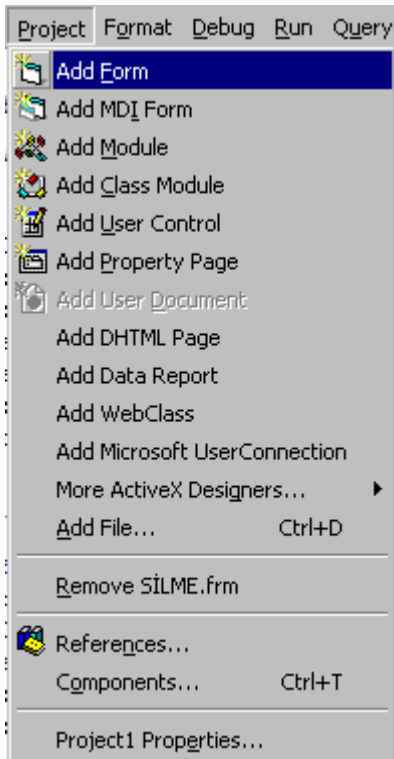 Project Format Debug Run Query
Add Form
Add MDI Form
Add Module
Add Class Module
Add User Control
Add Property Page
Add User Document
Add DHTML Page
Add Data Report
Add WebClass
Add Microsoft UserConnection
More ActiveX Designers...
Add File... Ctrl+D
Remove SİLME.frm
References...
Components... Ctrl+T
Project1 Properties...